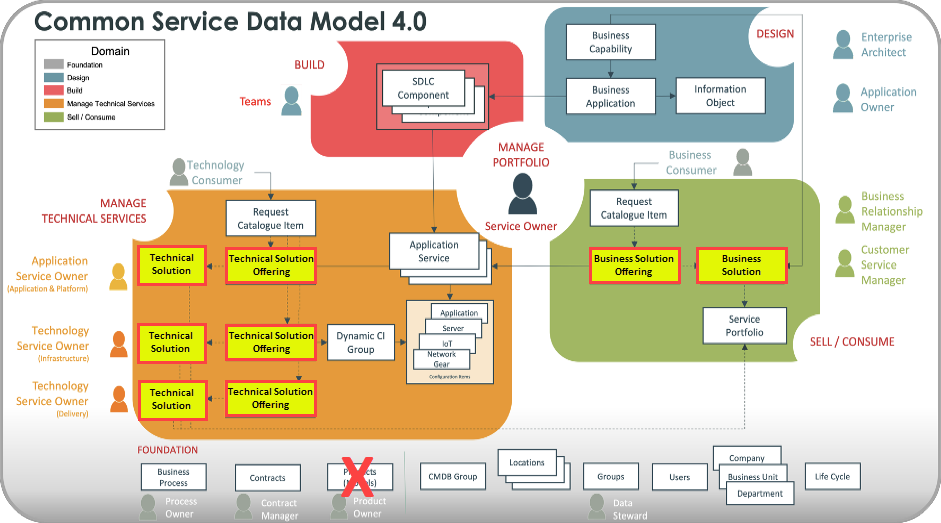 Common Service Data Model 4.0
Domain
Foundation
Design
Build
Manage Technical Services
Sell / Consume
BUILD
Teams
SDLC
Component
DESIGN
Business
Capability
Business
Application
Information
Object
Enterprise
Architect
Application
Owner
MANAGE
PORTFOLIO
Service Owner
Technology
Consumer
Business
Consumer
MANAGE
TECHNICAL SERVICES
Request
Catalogue Item
Application
Service Owner
(Application & Platform)
Technical
Solution
Technical Solution
Offering
Application
Service
Technology
Service Owner
(Infrastructure)
Technical
Solution
Technical Solution
Offering
Dynamic CI
Group
Application
Server
IoT
Network
Gear
Configuration Items
Technology
Service Owner
(Delivery)
Technical
Solution
Technical Solution
Offering
Request
Catalogue Item
Business Solution
Offering
Business
Solution
Service
Portfolio
SELL / CONSUME
Business
Relationship
Manager
Customer
Service
Manager
FOUNDATION
Business
Process
Contracts
CMDB Group
Locations
Groups
Users
Company
Business Unit
Department
Life Cycle
Process
Owner
Contract
Manager
Product
Owner
Data
Steward